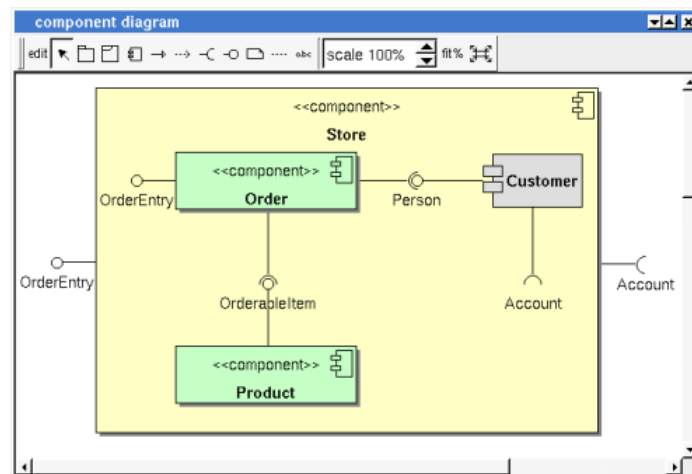 component diagram
edit abc scale 100% fit%
<<component>>
Store
<<component>>
Order
Customer
OrderEntry
Person
OrderEntry
OrderableItem
Account
Account
<<component>>
Product